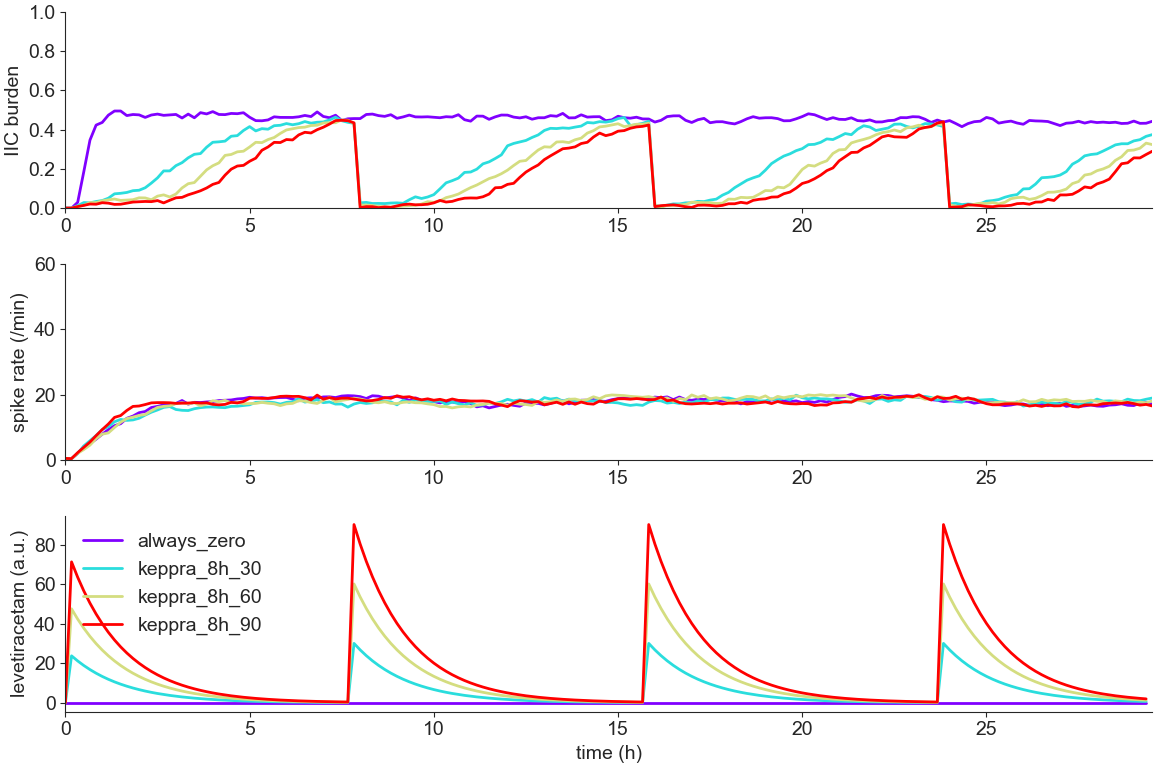 1.0
0.8
0.6
0.4
0.2
0.0
IIC burden
0 5 10 15 20 25
60
40
20
0
spike rate (/min)
0 5 10 15 20 25
80
60
40
20
0
levetiracetam (a.u.)
always_zero
keppra_8h_30
keppra_8h_60
keppra_8h_90
0 5 10 15 20 25
time (h)